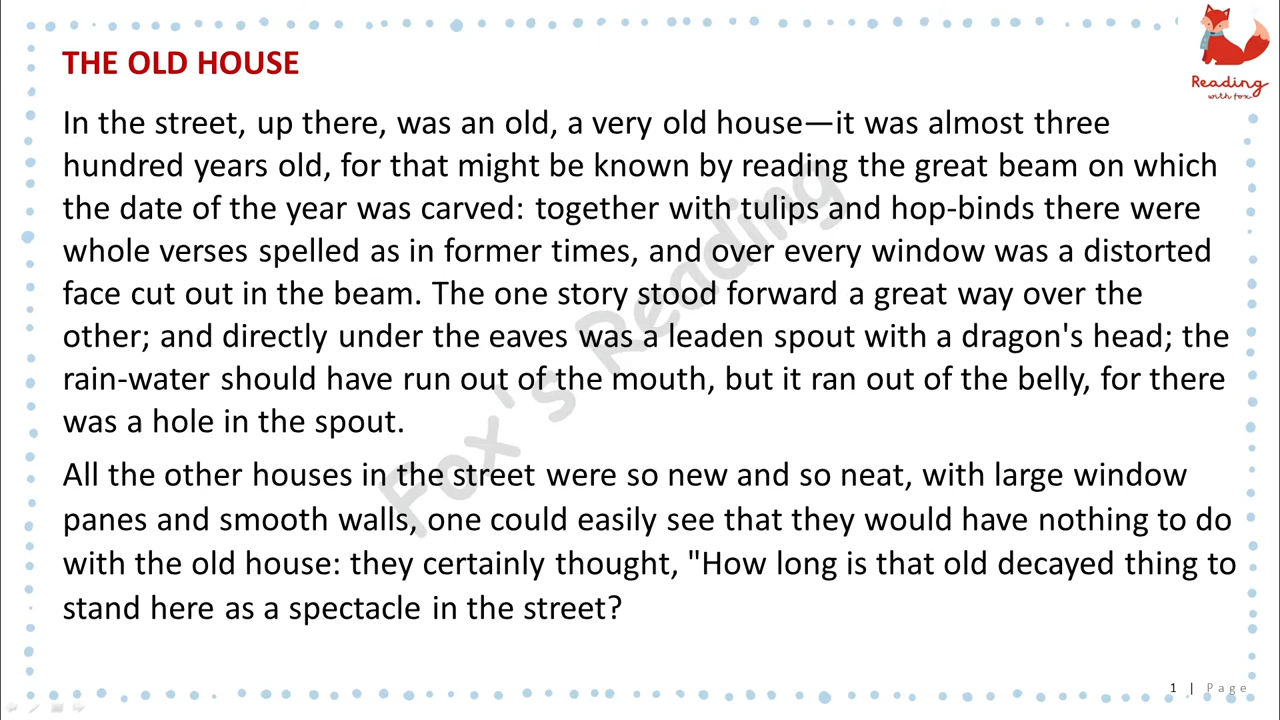 THE OLD HOUSE
Reading
with fox
In the street, up there, was an old, a very old house—it was almost three
hundred years old, for that might be known by reading the great beam on which
the date of the year was carved: together with tulips and hop-binds there were
whole verses spelled as in former times, and over every window was a distorted
face cut out in the beam. The one story stood forward a great way over the
other; and directly under the eaves was a leaden spout with a dragon's head; the
rain-water should have run out of the mouth, but it ran out of the belly, for there
was a hole in the spout.
All the other houses in the street were so new and so neat, with large window
panes and smooth walls, one could easily see that they would have nothing to do
with the old house: they certainly thought, "How long is that old decayed thing to
stand here as a spectacle in the street?
Fox's Reading
1 | Page